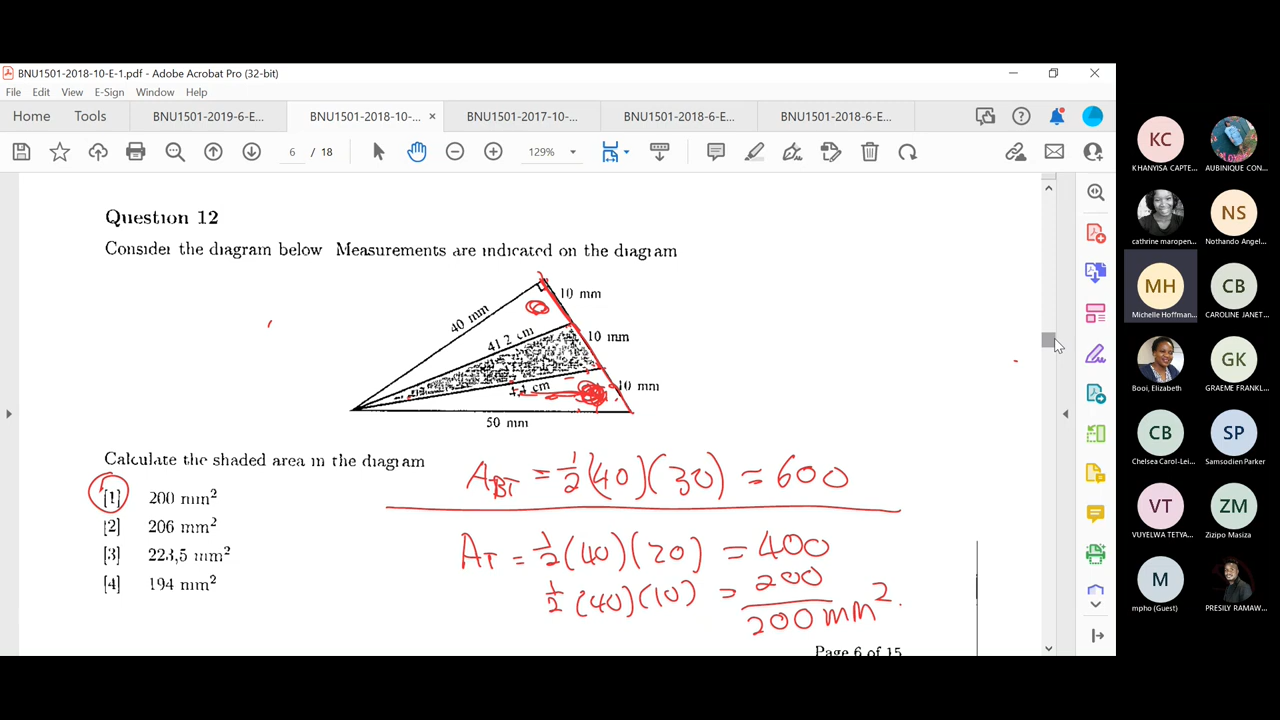 BNU1501-2018-10-E-1.pdf - Adobe Acrobat Pro (32-bit)
File Edit View E-Sign Window Help
Home Tools BNU1501-2019-6-E... BNU1501-2018-10-... × BNU1501-2017-10-... BNU1501-2018-6-E... BNU1501-2018-6-E...
6 / 18 129%
Question 12
Consider the diagram below Measurements are indicated on the diagram
10 mm
40 mm
41,2 cm
10 mm
cm
10 mm
50 mm
Calculate the shaded area in the diagram
[1] 200 mm²
[2] 206 mm²
[3] 223,5 mm²
[4] 194 mm²
A_BT = ½(40)(30) = 600
A_T = ½(40)(20) = 400
½(40)(10) = 200
200 mm².
Page 6 of 15
KC
KHANYISA CAPTE...
AUBINIQUE CON...
cathrine maropen...
NS
Nothando Angel...
MH
Michelle Hoffman...
CB
CAROLINE JANET...
Booi, Elizabeth
GK
GRAEME FRANKL...
CB
Chelsea Carol-Lei...
SP
Samsodien Parker
VT
VUYELWA TETYA...
ZM
Zizipo Masiza
M
mpho (Guest)
PRESILY RAMAW...